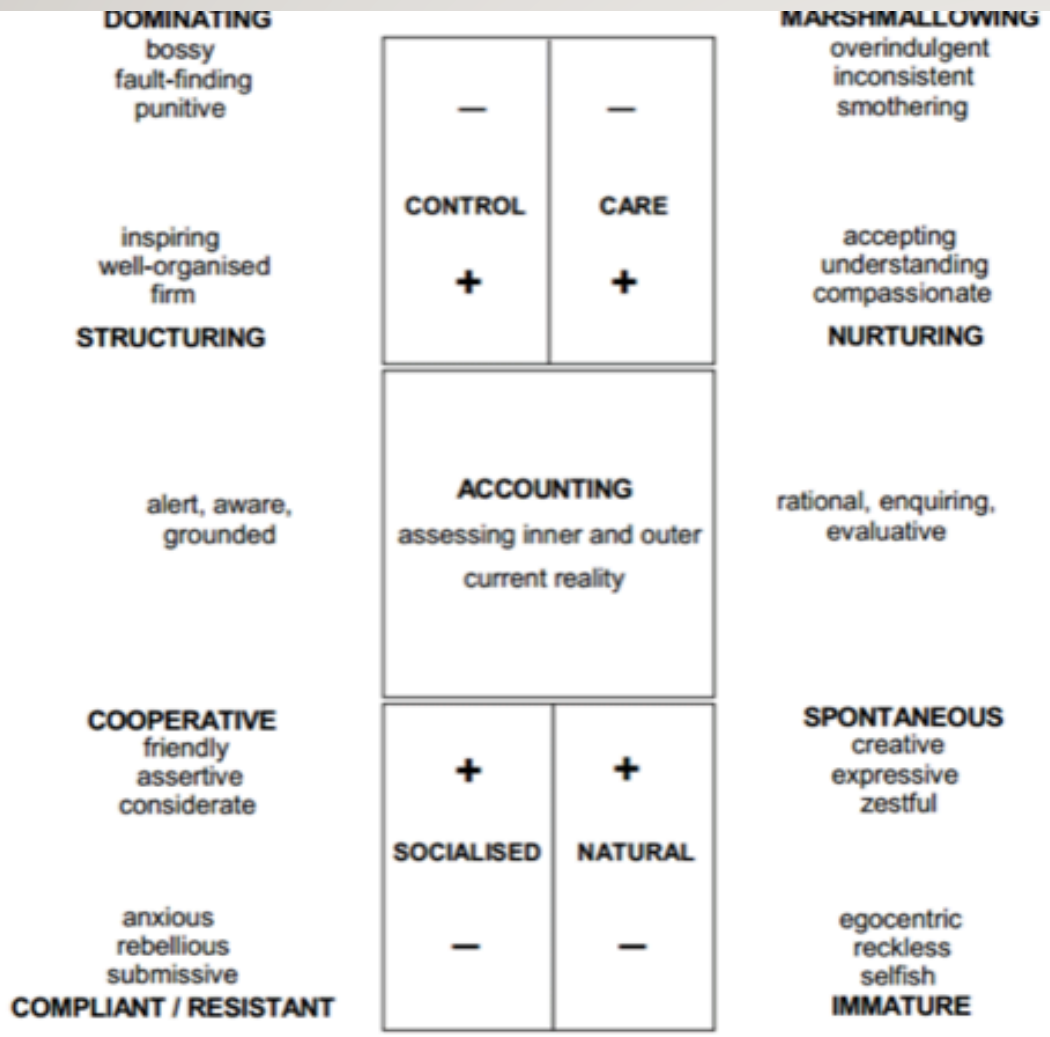 DOMINATING
bossy
fault-finding
punitive
MARSHMALLOWING
overindulgent
inconsistent
smothering
–
–
CONTROL
CARE
inspiring
well-organised
firm
STRUCTURING
+
+
accepting
understanding
compassionate
NURTURING
alert, aware,
grounded
ACCOUNTING
assessing inner and outer
current reality
rational, enquiring,
evaluative
COOPERATIVE
friendly
assertive
considerate
+
+
SPONTANEOUS
creative
expressive
zestful
SOCIALISED
NATURAL
anxious
rebellious
submissive
COMPLIANT / RESISTANT
–
–
egocentric
reckless
selfish
IMMATURE